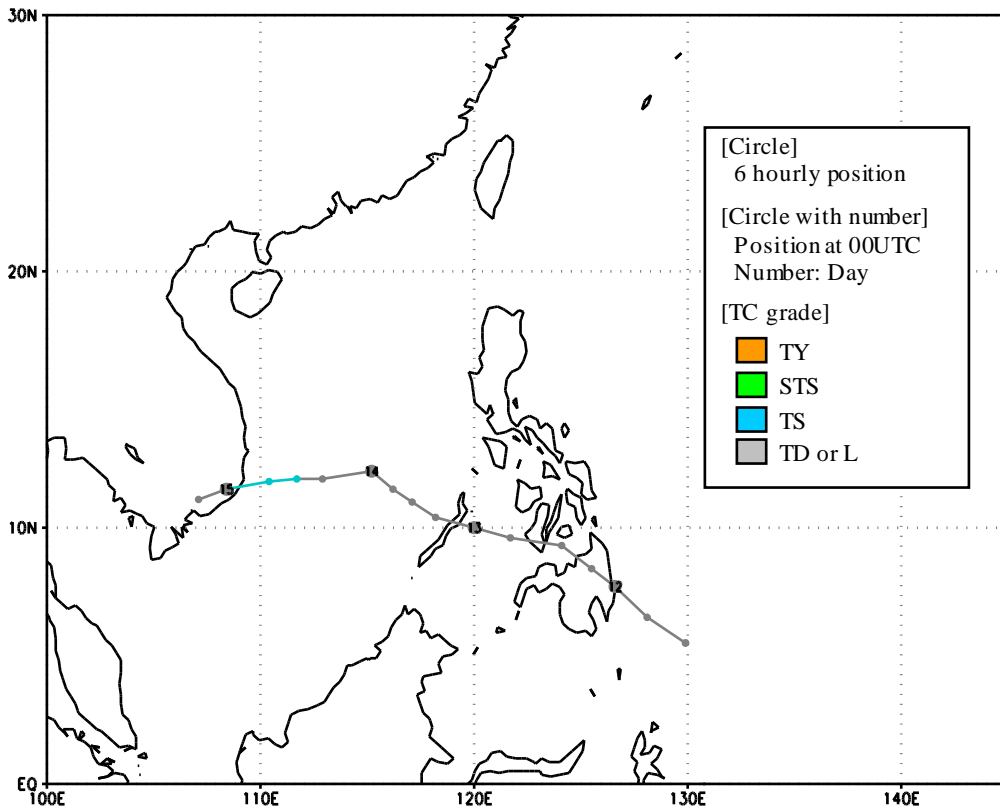 30N
[Circle]
6 hourly position
[Circle with number]
Position at 00UTC
Number: Day
20N
[TC grade]
TY
STS
TS
TD or L
14
15
10N
13
12
EQ
100E
110E
120E
130E
140E